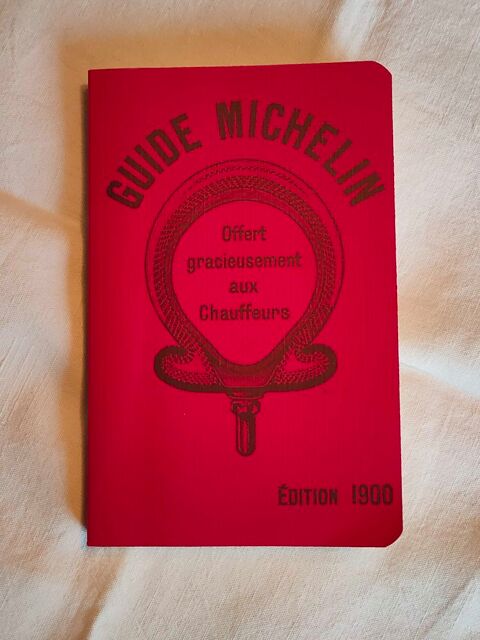 GUIDE MICHELIN
Offert
gracieusement
aux
Chauffeurs
ÉDITION 1900